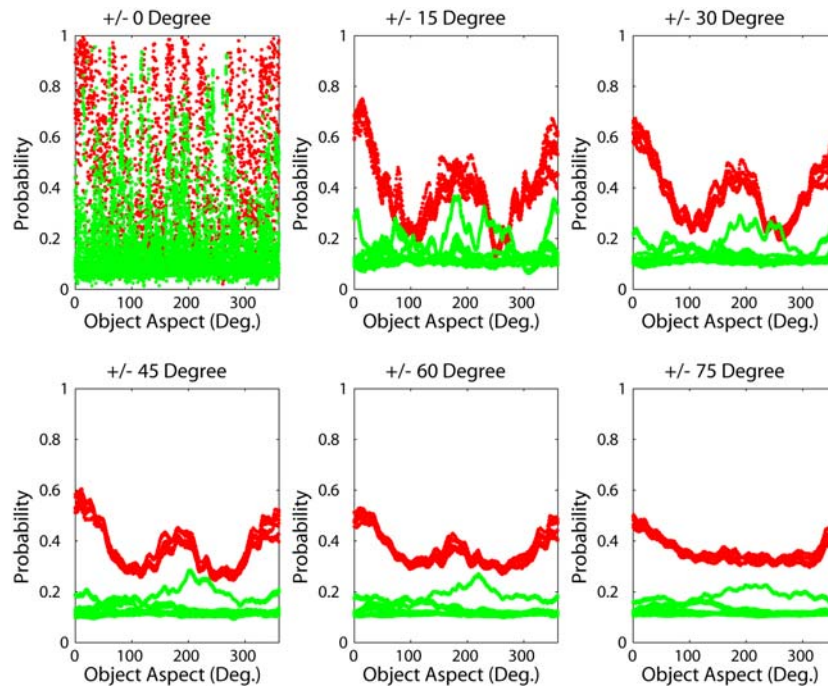 +/- 0 Degree
1
0.8
0.6
0.4
0.2
0
Probability
0 100 200 300
Object Aspect (Deg.)
+/- 15 Degree
1
0.8
0.6
0.4
0.2
0
Probability
0 100 200 300
Object Aspect (Deg.)
+/- 30 Degree
1
0.8
0.6
0.4
0.2
0
Probability
0 100 200 300
Object Aspect (Deg.)
+/- 45 Degree
1
0.8
0.6
0.4
0.2
0
Probability
0 100 200 300
Object Aspect (Deg.)
+/- 60 Degree
1
0.8
0.6
0.4
0.2
0
Probability
0 100 200 300
Object Aspect (Deg.)
+/- 75 Degree
1
0.8
0.6
0.4
0.2
0
Probability
0 100 200 300
Object Aspect (Deg.)